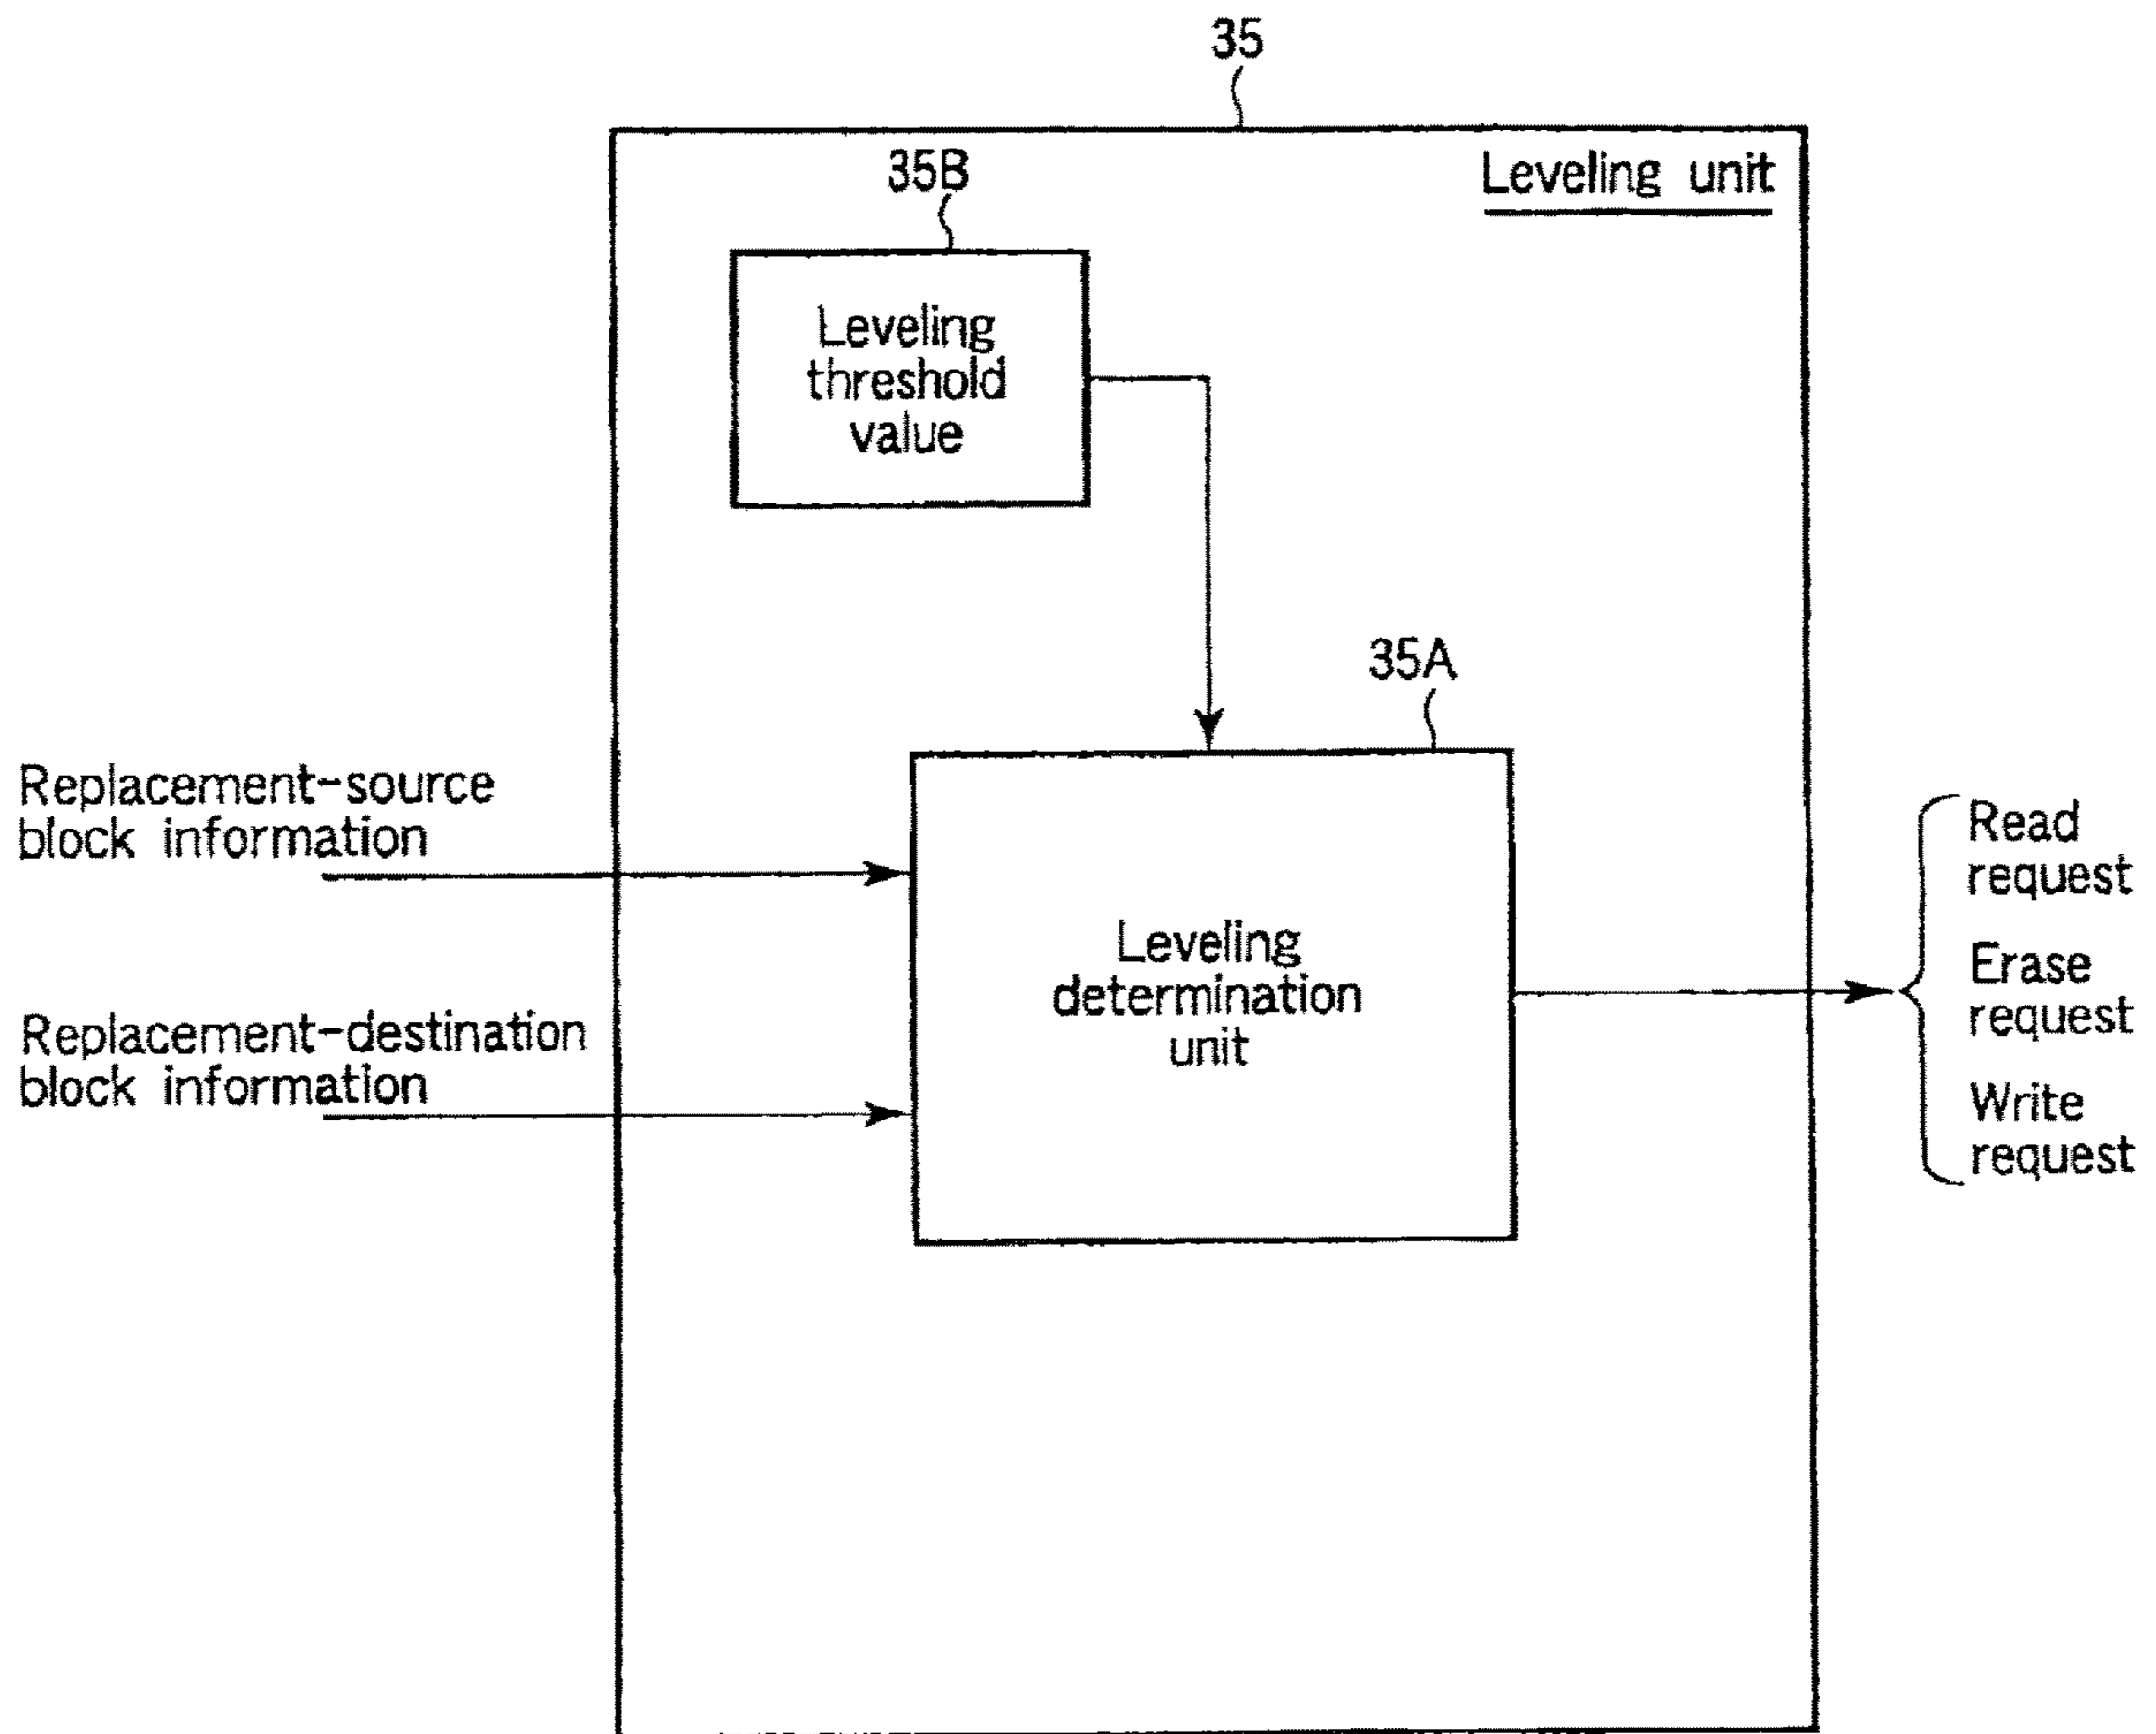 35
Leveling unit
35B
Leveling
threshold
value
35A
Replacement-source
block information
Replacement-destination
block information
Leveling
determination
unit
Read
request
Erase
request
Write
request